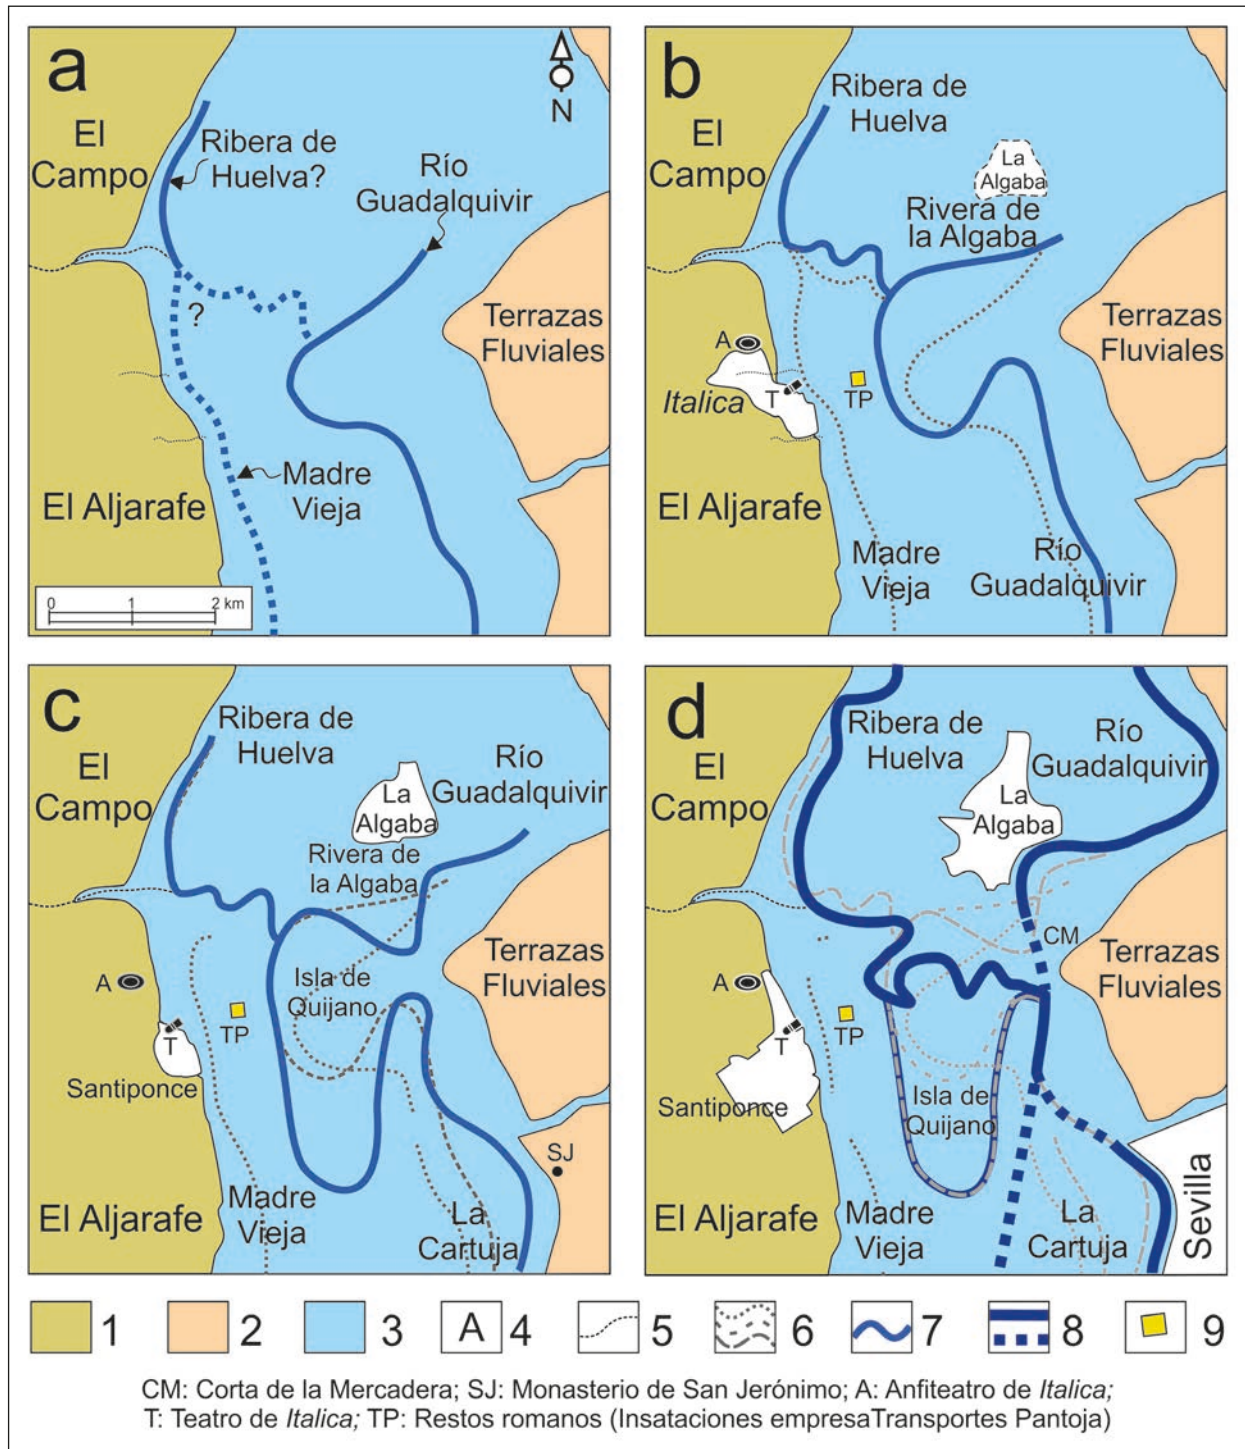 a
El
Campo
N
Ribera de
Huelva?
Río
Guadalquivir
?
Terrazas
Fluviales
Madre
Vieja
El Aljarafe
0 1 2 km
b
Ribera de
Huelva
El
Campo
La
Algaba
Rivera de
la Algaba
Terrazas
Fluviales
A
Italica
T
TP
El Aljarafe
Madre
Vieja
Río
Guadalquivir
c
Ribera de
Huelva
El
Campo
Río
Guadalquivir
La
Algaba
Rivera de
la Algaba
Terrazas
Fluviales
A
Isla de
Quijano
TP
T
Santiponce
SJ
El Aljarafe
Madre
Vieja
La
Cartuja
d
Ribera de
Huelva
Río
Guadalquivir
El
Campo
La
Algaba
CM
Terrazas
Fluviales
A
T
TP
Santiponce
Isla de
Quijano
El Aljarafe
Madre
Vieja
La
Cartuja
Sevilla
1 2 3 A 4 5 6 7 8 9
CM: Corta de la Mercadera; SJ: Monasterio de San Jerónimo; A: Anfiteatro de Italica;
T: Teatro de Italica; TP: Restos romanos (Insataciones empresaTransportes Pantoja)